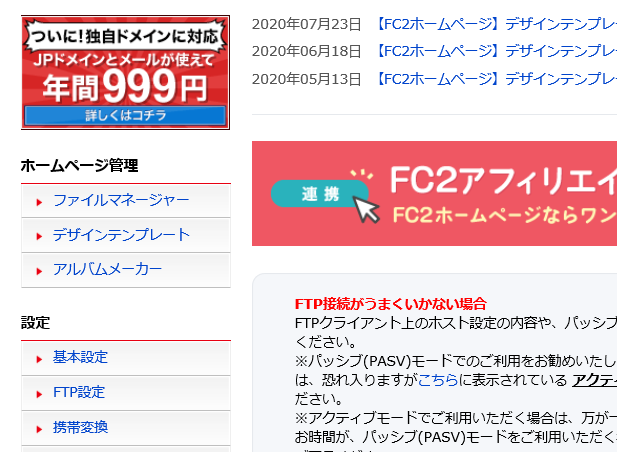 ついに!独自ドメインに対応
JPドメインとメールが使えて
年間999円
詳しくはコチラ
ホームページ管理
ファイルマネージャー
デザインテンプレート
アルバムメーカー
設定
基本設定
FTP設定
携帯変換
2020年07月23日 【FC2ホームページ】デザインテンプレー
2020年06月18日 【FC2ホームページ】デザインテンプレー
2020年05月13日 【FC2ホームページ】デザインテンプレー
連携
FC2アフィリエイ
FC2ホームページならワン
FTP接続がうまくいかない場合
FTPクライアント上のホスト設定の内容や、パッシブ
ください。
※パッシブ(PASV)モードでのご利用をお勧めいたし
は、恐れ入りますがこちらに表示されている アクティ
ださい。
※アクティブモードでご利用いただく場合は、万が一
お時間が、パッシブ(PASV)モードをご利用いただく